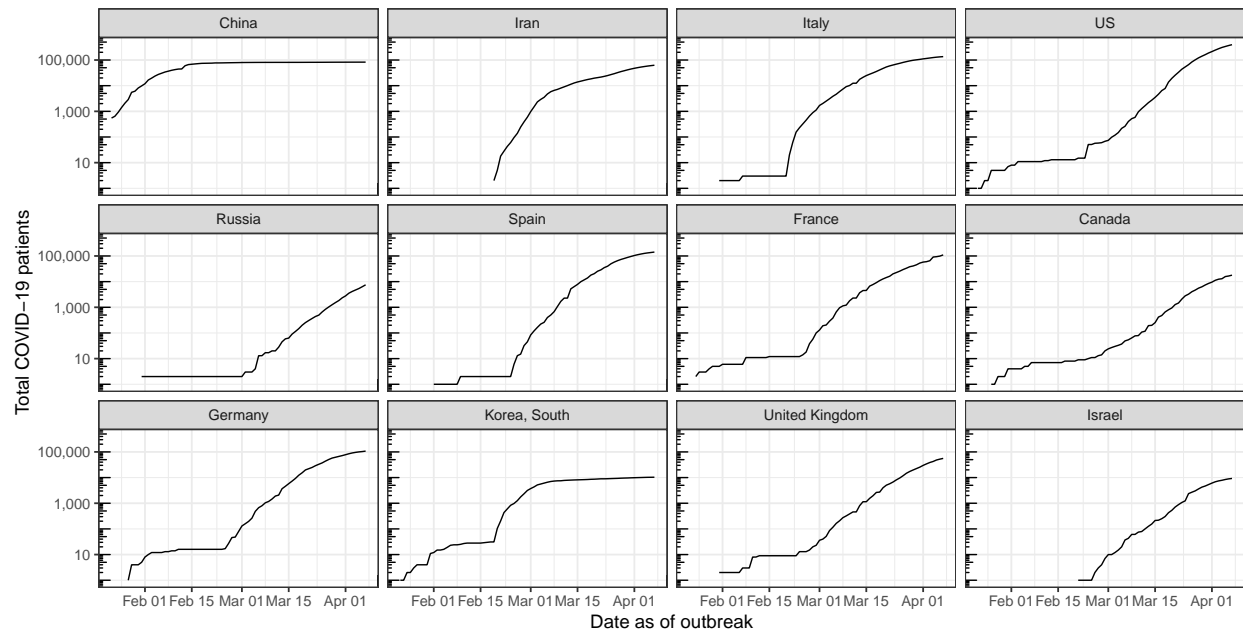 China Iran Italy US
100,000
1,000
10
Russia Spain France Canada
100,000
1,000
10
Germany Korea, South United Kingdom Israel
100,000
1,000
10
Feb 01 Feb 15 Mar 01 Mar 15 Apr 01 Feb 01 Feb 15 Mar 01 Mar 15 Apr 01 Feb 01 Feb 15 Mar 01 Mar 15 Apr 01 Feb 01 Feb 15 Mar 01 Mar 15 Apr 01
Date as of outbreak
Total COVID−19 patients